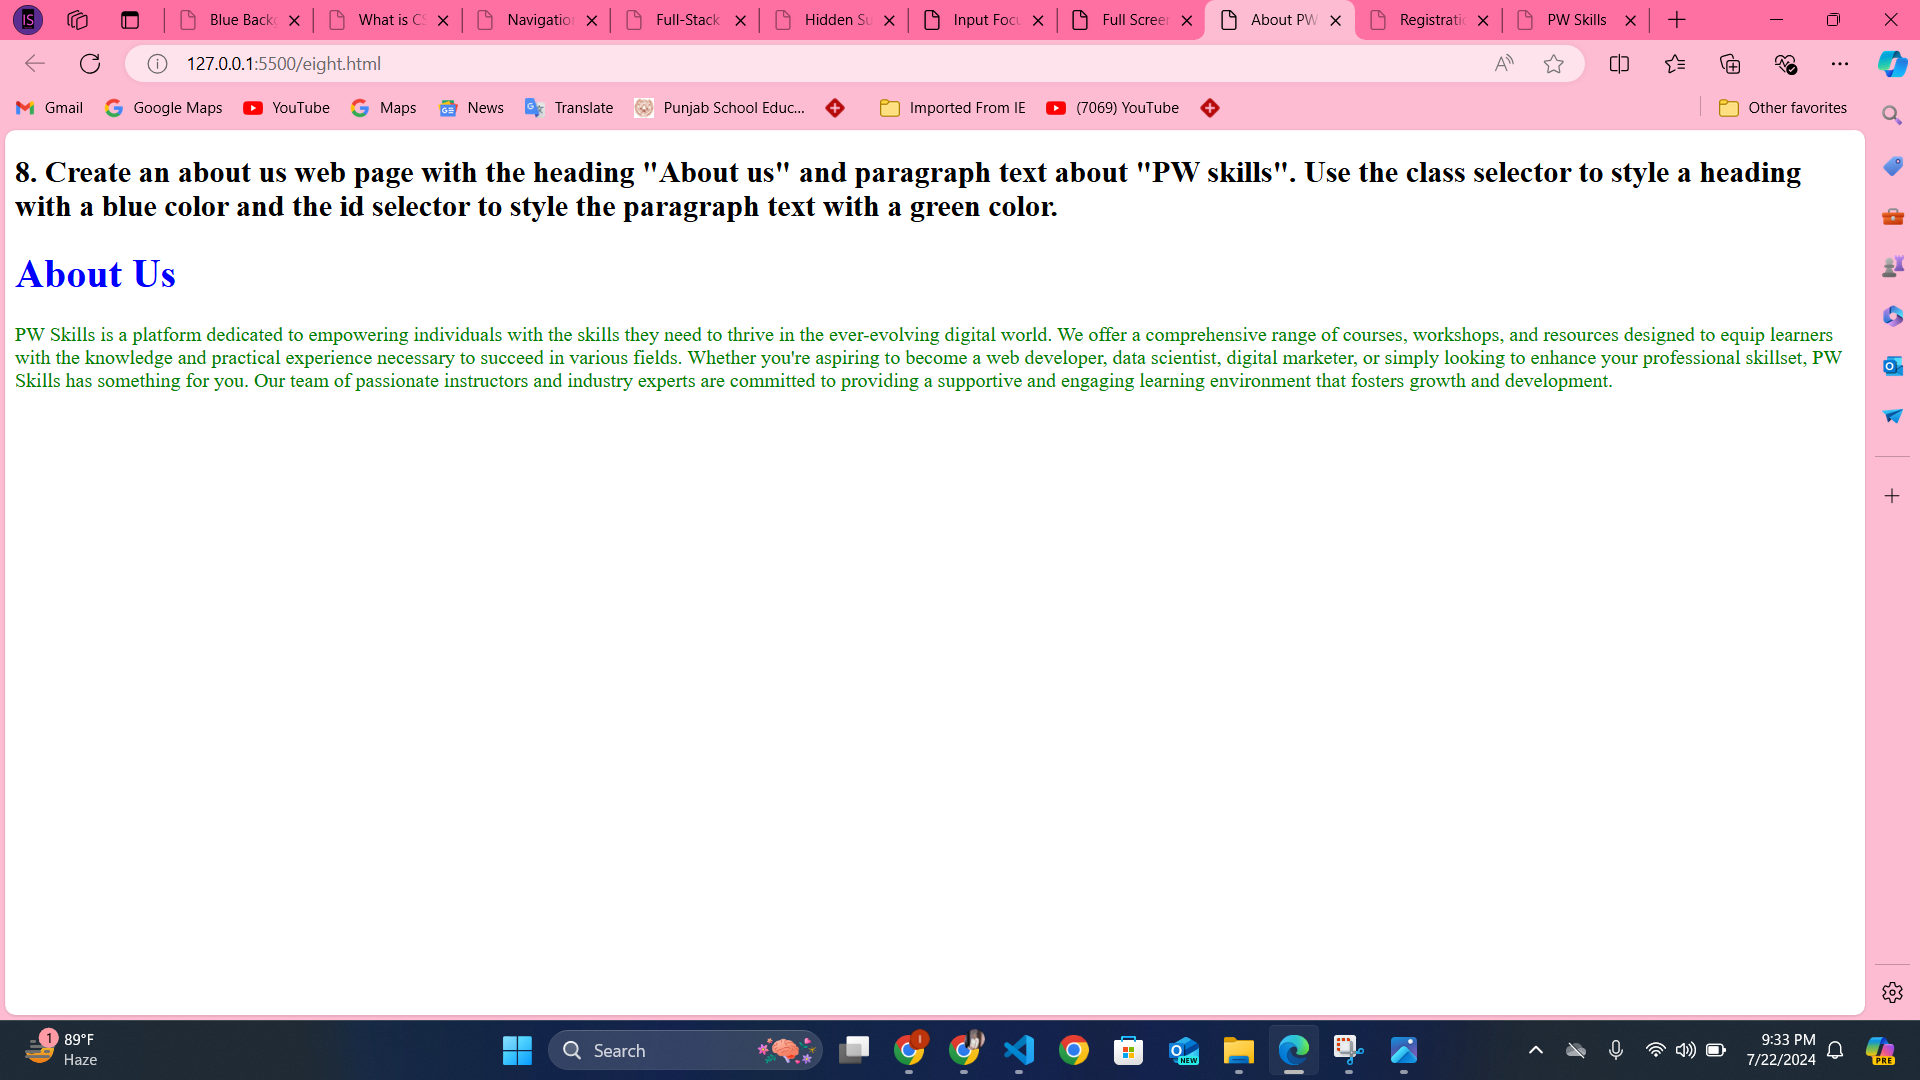 IS
Blue Backg
What is CS
Navigation
Full-Stack
Hidden Su
Input Focu
Full Screen
About PW
Registratio
PW Skills
127.0.0.1:5500/eight.html
Gmail
Google Maps
YouTube
Maps
News
Translate
Punjab School Educ...
Imported From IE
(7069) YouTube
Other favorites
8. Create an about us web page with the heading "About us" and paragraph text about "PW skills". Use the class selector to style a heading
with a blue color and the id selector to style the paragraph text with a green color.
About Us
PW Skills is a platform dedicated to empowering individuals with the skills they need to thrive in the ever-evolving digital world. We offer a comprehensive range of courses, workshops, and resources designed to equip learners
with the knowledge and practical experience necessary to succeed in various fields. Whether you're aspiring to become a web developer, data scientist, digital marketer, or simply looking to enhance your professional skillset, PW
Skills has something for you. Our team of passionate instructors and industry experts are committed to providing a supportive and engaging learning environment that fosters growth and development.
1
89°F
Haze
Search
NEW
9:33 PM
7/22/2024
PRE